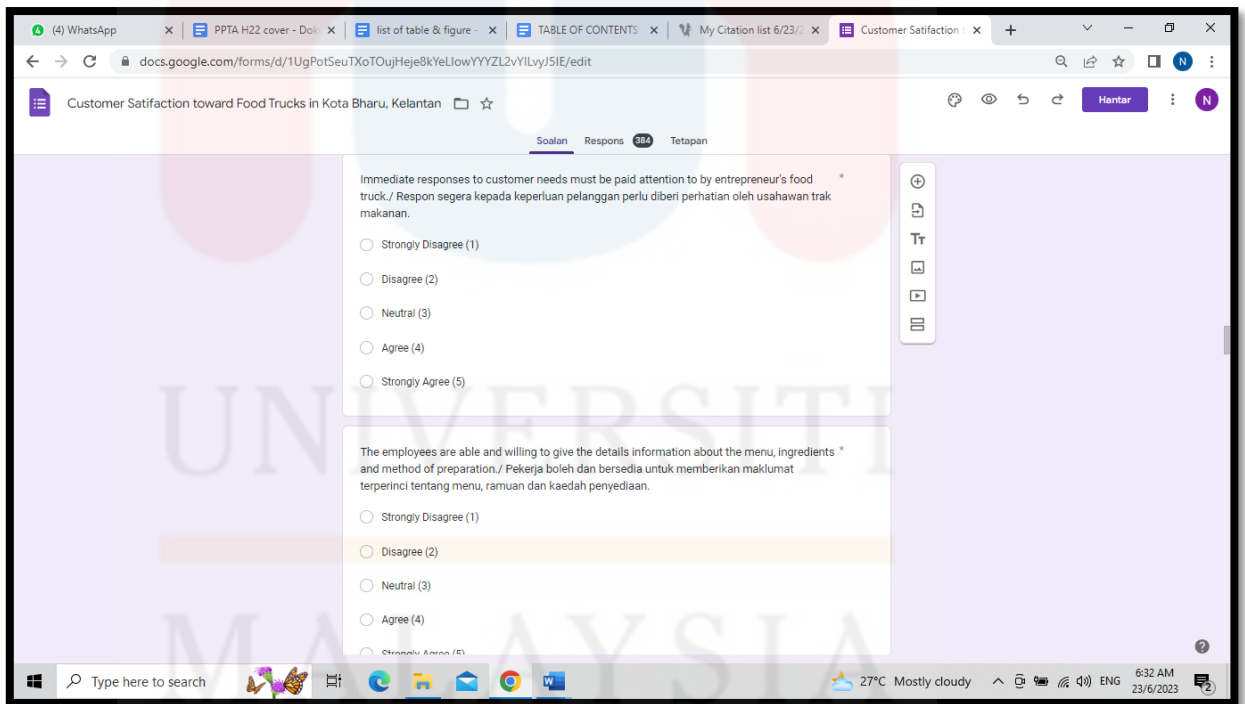 (4) WhatsApp
PPTA H22 cover - Dok
list of table & figure -
TABLE OF CONTENTS
My Citation list 6/23/2
Customer Satifaction t
docs.google.com/forms/d/1UgPotSeuTXoTOujHeje8kYeLIowYYYZL2vYILvyJ5IE/edit
N
Customer Satifaction toward Food Trucks in Kota Bharu, Kelantan
Hantar
N
Soalan Respons 384 Tetapan
Immediate responses to customer needs must be paid attention to by entrepreneur's food *
truck./ Respon segera kepada keperluan pelanggan perlu diberi perhatian oleh usahawan trak
makanan.
Strongly Disagree (1)
Disagree (2)
Neutral (3)
Agree (4)
Strongly Agree (5)
The employees are able and willing to give the details information about the menu, ingredients *
and method of preparation./ Pekerja boleh dan bersedia untuk memberikan maklumat
terperinci tentang menu, ramuan dan kaedah penyediaan.
Strongly Disagree (1)
Disagree (2)
Neutral (3)
Agree (4)
Strongly Agree (5)
UNIVERSITI
MALAYSIA
Type here to search
27°C Mostly cloudy
ENG
6:32 AM
23/6/2023
2